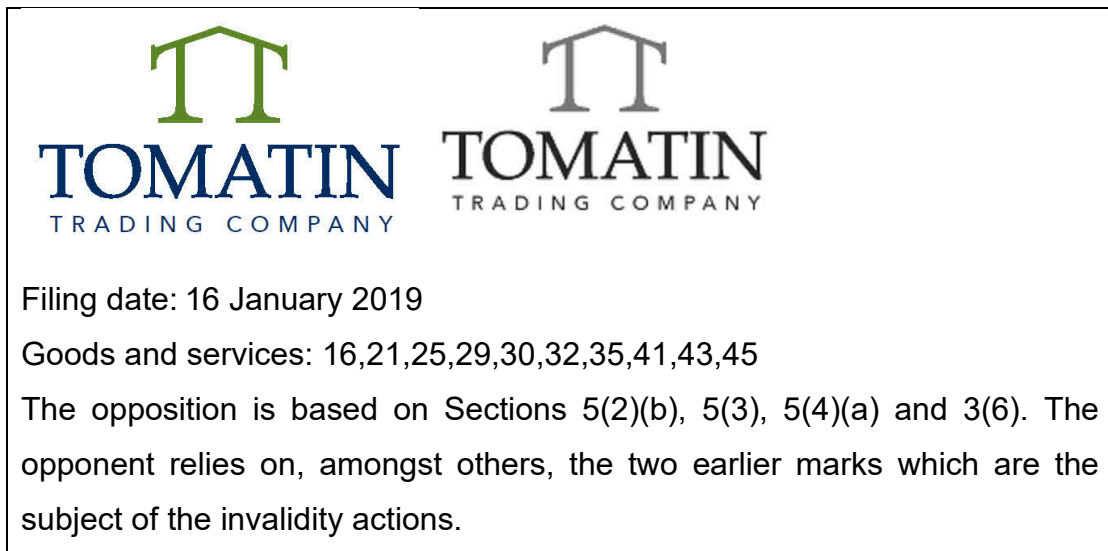 TOMATIN
TRADING COMPANY
TOMATIN
TRADING COMPANY
Filing date: 16 January 2019
Goods and services: 16,21,25,29,30,32,35,41,43,45
The opposition is based on Sections 5(2)(b), 5(3), 5(4)(a) and 3(6). The
opponent relies on, amongst others, the two earlier marks which are the
subject of the invalidity actions.